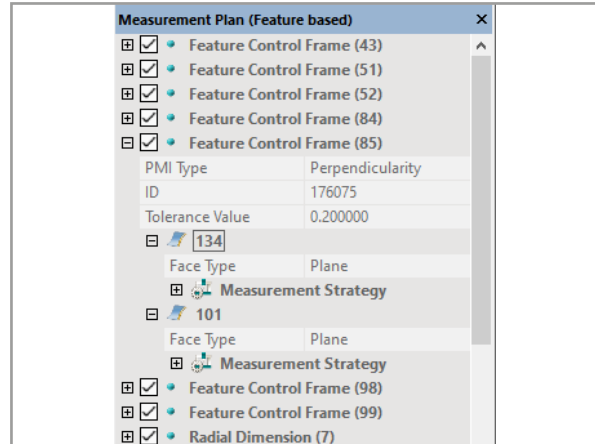 Measurement Plan (Feature based)
Feature Control Frame (43)
Feature Control Frame (51)
Feature Control Frame (52)
Feature Control Frame (84)
Feature Control Frame (85)
PMI Type Perpendicularity
ID 176075
Tolerance Value 0.200000
134
Face Type Plane
Measurement Strategy
101
Face Type Plane
Measurement Strategy
Feature Control Frame (98)
Feature Control Frame (99)
Radial Dimension (7)